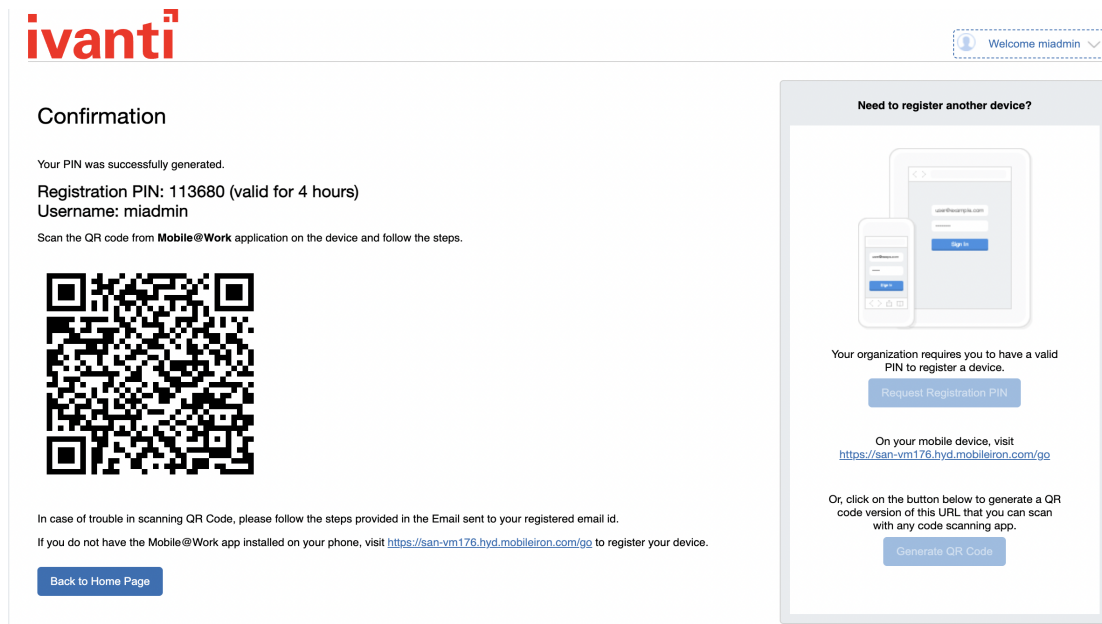 ivanti
Welcome miadmin
Confirmation
Your PIN was successfully generated.
Registration PIN: 113680 (valid for 4 hours)
Username: miadmin
Scan the QR code from Mobile@Work application on the device and follow the steps.
In case of trouble in scanning QR Code, please follow the steps provided in the Email sent to your registered email id.
If you do not have the Mobile@Work app installed on your phone, visit https://san-vm176.hyd.mobileiron.com/go to register your device.
Back to Home Page
Need to register another device?
user@example.com
Sign In
Sign In
Your organization requires you to have a valid
PIN to register a device.
Request Registration PIN
On your mobile device, visit
https://san-vm176.hyd.mobileiron.com/go
Or, click on the button below to generate a QR
code version of this URL that you can scan
with any code scanning app.
Generate QR Code